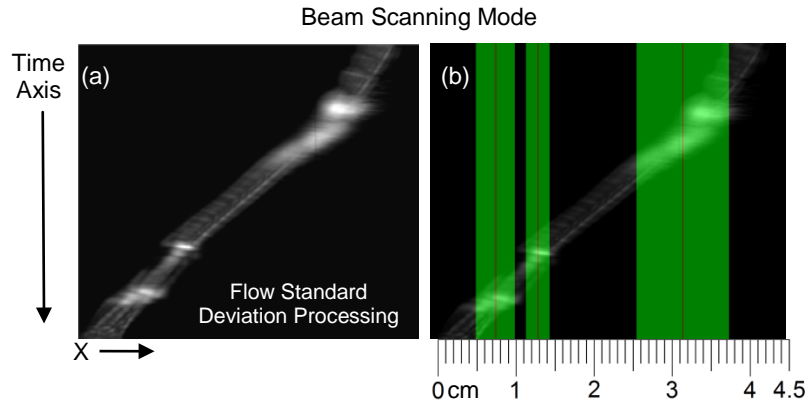 Beam Scanning Mode
Time
Axis
(a)
(b)
Flow Standard
Deviation Processing
X
0 cm 1 2 3 4 4.5